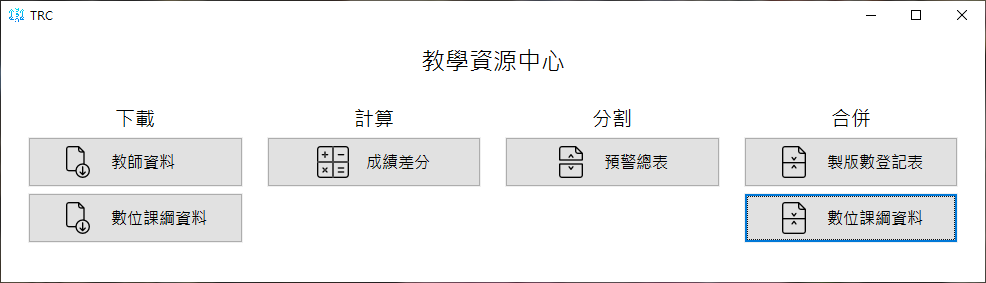 TRC
教學資源中心
下載
計算
分割
合併
教師資料
成績差分
預警總表
製版數登記表
數位課綱資料
數位課綱資料